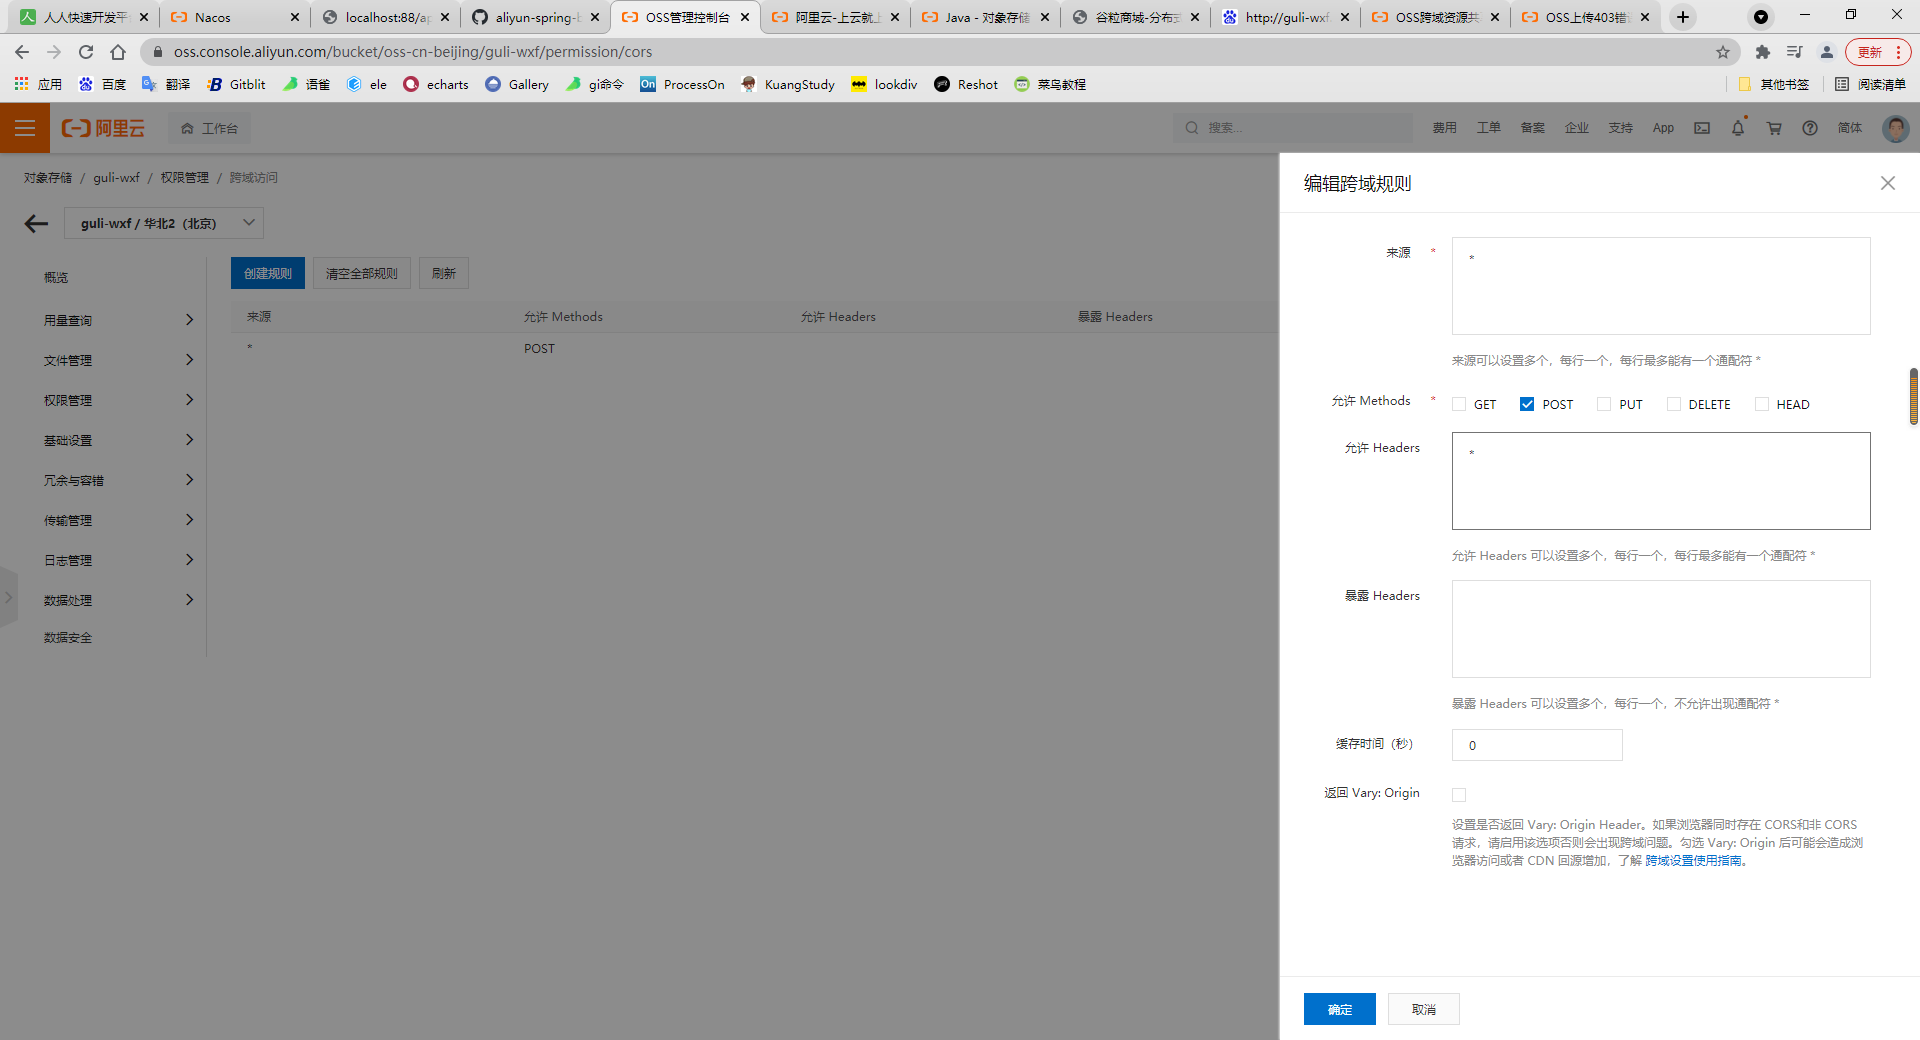 人人快速开发平
Nacos
localhost:88/ap
aliyun-spring-b
OSS管理控制台
阿里云-上云就上
Java - 对象存储
谷粒商城-分布式
http://guli-wxf.
OSS跨域资源共
OSS上传403错误
oss.console.aliyun.com/bucket/oss-cn-beijing/guli-wxf/permission/cors
更新
应用
百度
翻译
Gitblit
语雀
ele
echarts
Gallery
gi命令
ProcessOn
KuangStudy
lookdiv
Reshot
菜鸟教程
其他书签
阅读清单
阿里云
工作台
搜索...
费用
工单
备案
企业
支持
App
简体
对象存储 / guli-wxf / 权限管理 / 跨域访问
guli-wxf / 华北2（北京）
概览
用量查询
文件管理
权限管理
基础设置
冗余与容错
传输管理
日志管理
数据处理
数据安全
创建规则
清空全部规则
刷新
来源
允许 Methods
允许 Headers
暴露 Headers
*
POST
编辑跨域规则
来源 *
*
来源可以设置多个，每行一个，每行最多能有一个通配符 *
允许 Methods *
GET
POST
PUT
DELETE
HEAD
允许 Headers
*
允许 Headers 可以设置多个，每行一个，每行最多能有一个通配符 *
暴露 Headers
暴露 Headers 可以设置多个，每行一个，不允许出现通配符 *
缓存时间（秒）
0
返回 Vary: Origin
设置是否返回 Vary: Origin Header。如果浏览器同时存在 CORS和非 CORS
请求，请启用该选项否则会出现跨域问题。勾选 Vary: Origin 后可能会造成浏
览器访问或者 CDN 回源增加，了解 跨域设置使用指南。
确定
取消